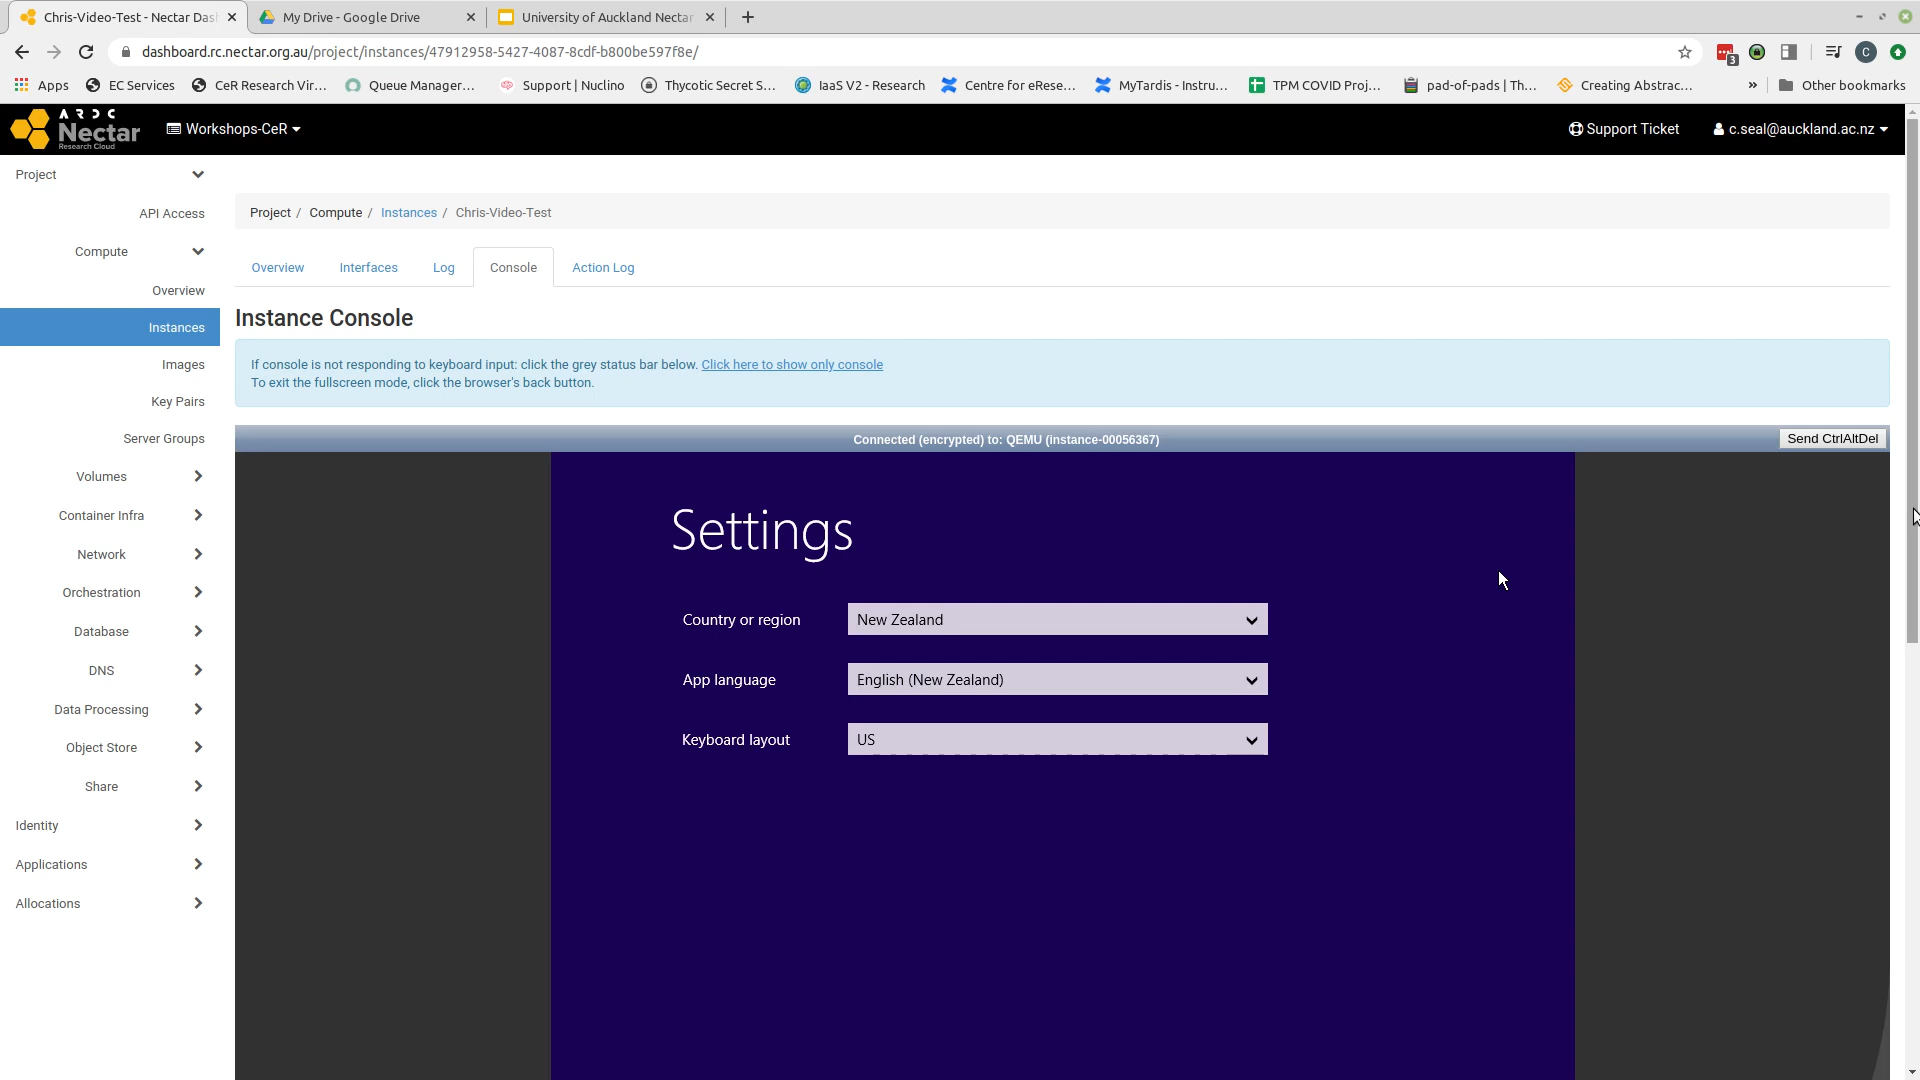 Chris-Video-Test - Nectar Das
My Drive - Google Drive
University of Auckland Nectar
dashboard.rc.nectar.org.au/project/instances/47912958-5427-4087-8cdf-b800be597f8e/
3
C
Apps
EC Services
CeR Research Vir...
Queue Manager...
Support | Nuclino
Thycotic Secret S...
IaaS V2 - Research
Centre for eRese...
MyTardis - Instru...
TPM COVID Proj...
pad-of-pads | Th...
Creating Abstrac...
»
Other bookmarks
ARDC
Nectar
Research Cloud
Workshops-CeR
Support Ticket
c.seal@auckland.ac.nz
Project
API Access
Compute
Overview
Instances
Images
Key Pairs
Server Groups
Volumes
Container Infra
Network
Orchestration
Database
DNS
Data Processing
Object Store
Share
Identity
Applications
Allocations
Project / Compute / Instances / Chris-Video-Test
Overview
Interfaces
Log
Console
Action Log
Instance Console
If console is not responding to keyboard input: click the grey status bar below. Click here to show only console
To exit the fullscreen mode, click the browser's back button.
Connected (encrypted) to: QEMU (instance-00056367)
Send CtrlAltDel
Settings
Country or region
New Zealand
App language
English (New Zealand)
Keyboard layout
US